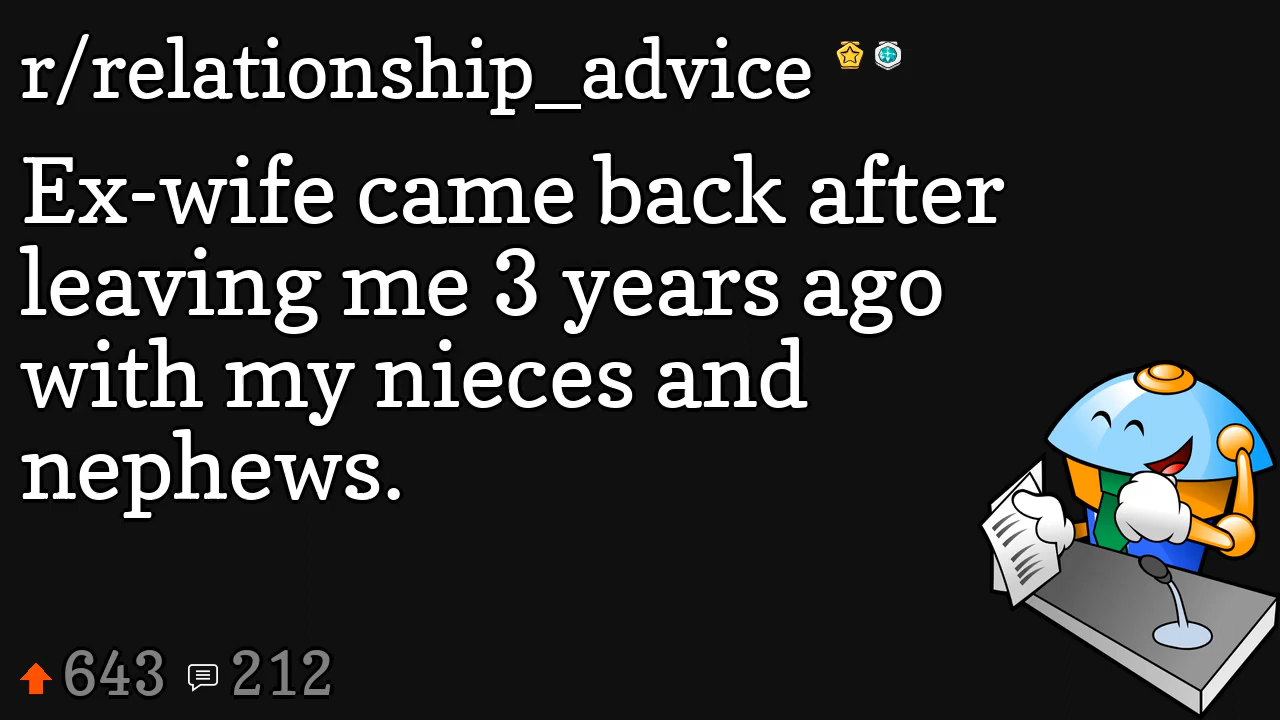 r/relationship_advice
Ex-wife came back after
leaving me 3 years ago
with my nieces and
nephews.
643 212